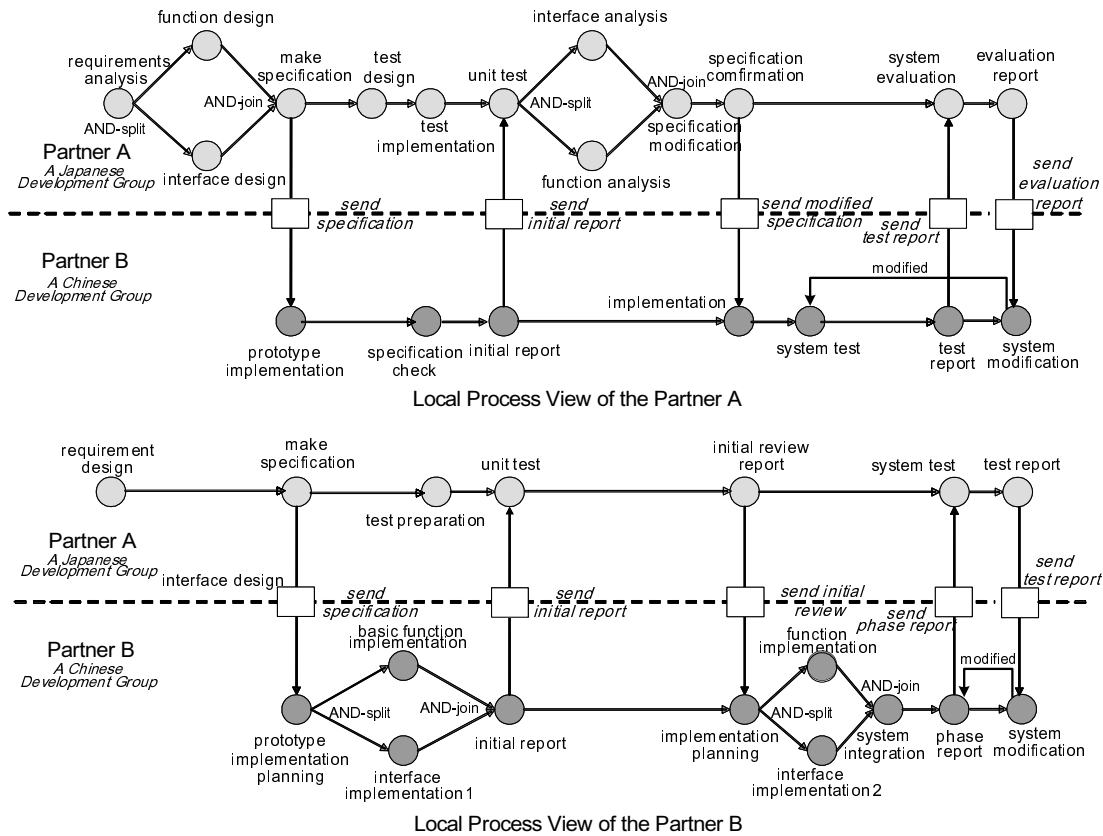 function design
interface analysis
requirements
analysis
make
specification
test
design
unit test
specification
confirmation
system
evaluation
evaluation
report
AND-join
AND-split
AND-join
AND-split
test
implementation
specification
modification
Partner A
A Japanese
Development Group
interface design
function analysis
send
specification
send
initial report
send modified
specification
send
test report
send
evaluation
report
Partner B
A Chinese
Development Group
modified
implementation
prototype
implementation
specification
check
initial report
system test
test
report
system
modification
Local Process View of the Partner A
requirement
design
make
specification
unit test
initial review
report
system test
test report
test preparation
Partner A
A Japanese
Development Group
interface design
send
specification
send
initial report
send initial
review
send
phase report
send
test report
Partner B
A Chinese
Development Group
basic function
implementation
function
implementation
modified
AND-split
AND-join
AND-split
AND-join
prototype
implementation
planning
interface
implementation1
initial report
implementation
planning
interface
implementation2
system
integration
phase
report
system
modification
Local Process View of the Partner B